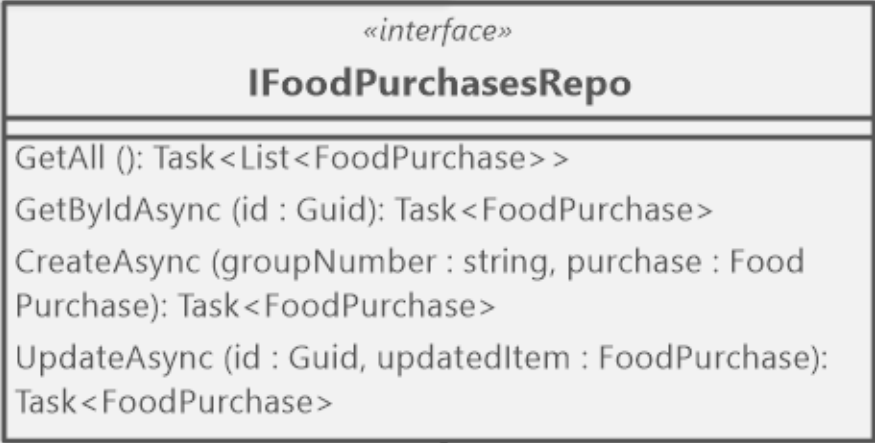 «interface»
IFoodPurchasesRepo
GetAll (): Task<List<FoodPurchase>>
GetByIdAsync (id : Guid): Task<FoodPurchase>
CreateAsync (groupNumber : string, purchase : Food
Purchase): Task<FoodPurchase>
UpdateAsync (id : Guid, updatedItem : FoodPurchase):
Task<FoodPurchase>